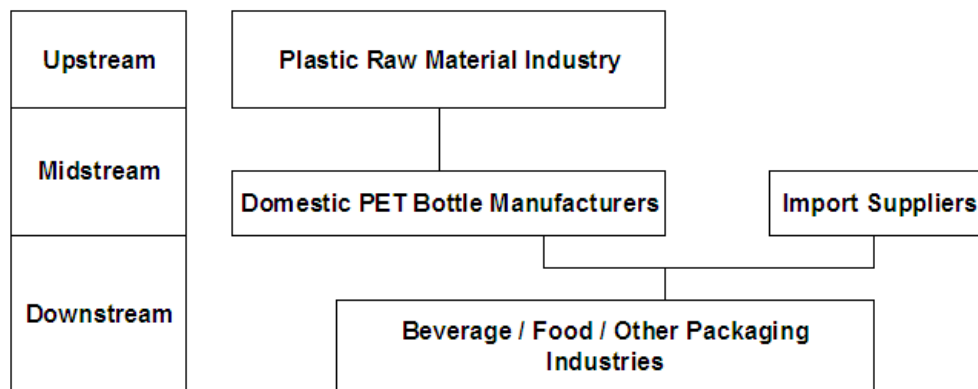 Upstream
Plastic Raw Material Industry
Midstream
Domestic PET Bottle Manufacturers
Import Suppliers
Downstream
Beverage / Food / Other Packaging
Industries